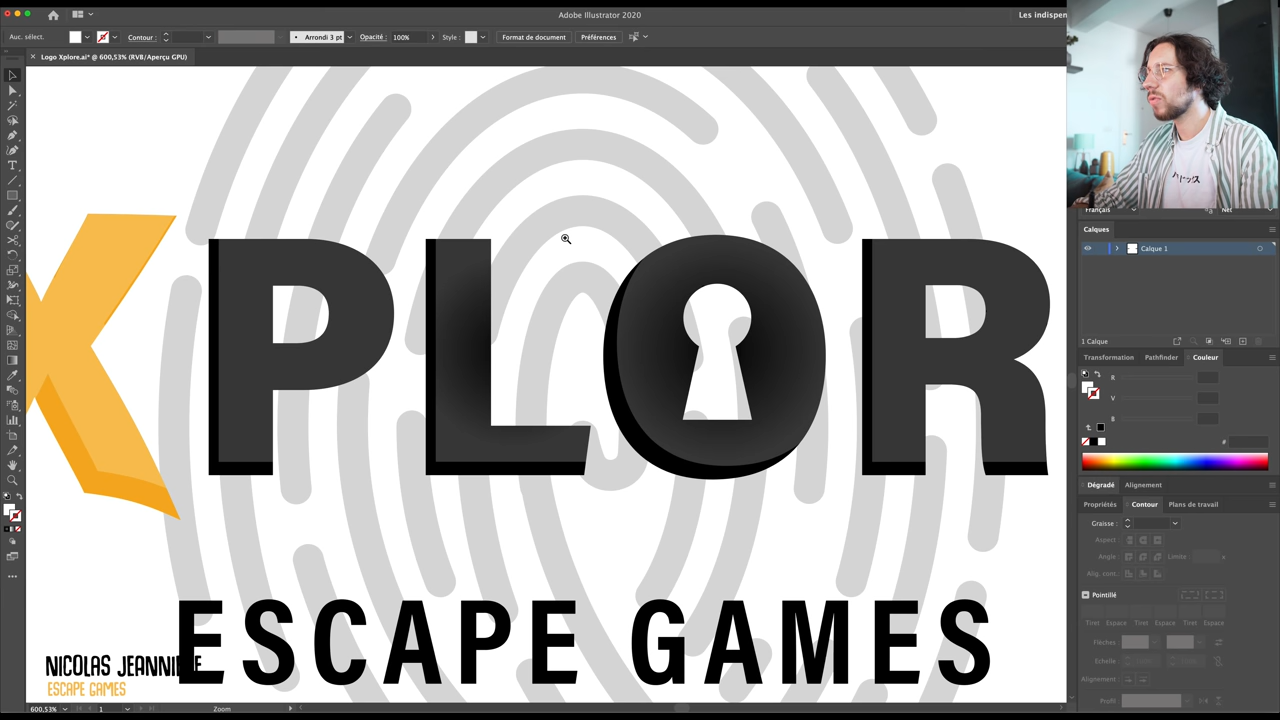 Adobe Illustrator 2020
Les indispen
Auc. sélect.
Contour :
Arrondi 3 pt
Opacité : 100%
Style :
Format de document
Préférences
Logo Xplore.ai* @ 600,53% (RVB/Aperçu GPU)
XPLOR
ESCAPE GAMES
NICOLAS JEANNI
ESCAPE GAMES
600,53%
1
Zoom
Français
Net
Calques
Calque 1
1 Calque
Transformation
Pathfinder
Couleur
R
V
B
#
Dégradé
Alignement
Propriétés
Contour
Plans de travail
Graisse :
Aspect :
Angle :
Limite :
x
Alig. cont. :
Pointillé
Tiret Espace Tiret Espace Tiret Espace
Flèches :
Echelle :
Alignement :
Profil :